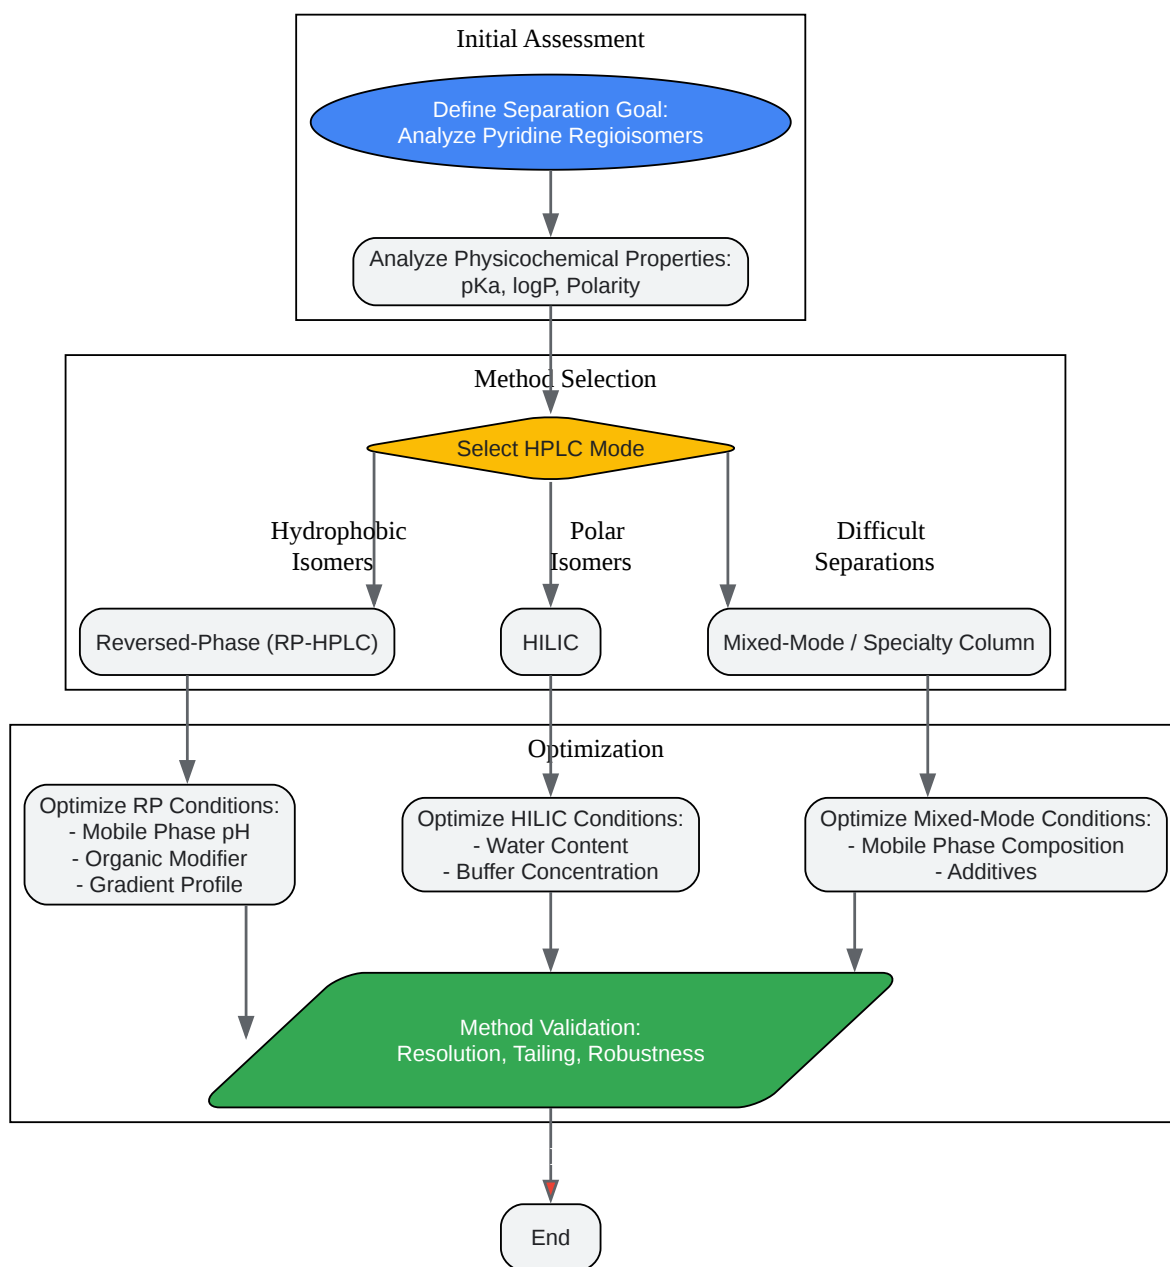 Initial Assessment
Define Separation Goal:
Analyze Pyridine Regioisomers
Analyze Physicochemical Properties:
pKa, logP, Polarity
Method Selection
Select HPLC Mode
Hydrophobic
Isomers
Polar
Isomers
Difficult
Separations
Reversed-Phase (RP-HPLC)
HILIC
Mixed-Mode / Specialty Column
Optimization
Optimize RP Conditions:
- Mobile Phase pH
- Organic Modifier
- Gradient Profile
Optimize HILIC Conditions:
- Water Content
- Buffer Concentration
Optimize Mixed-Mode Conditions:
- Mobile Phase Composition
- Additives
Method Validation:
Resolution, Tailing, Robustness
End